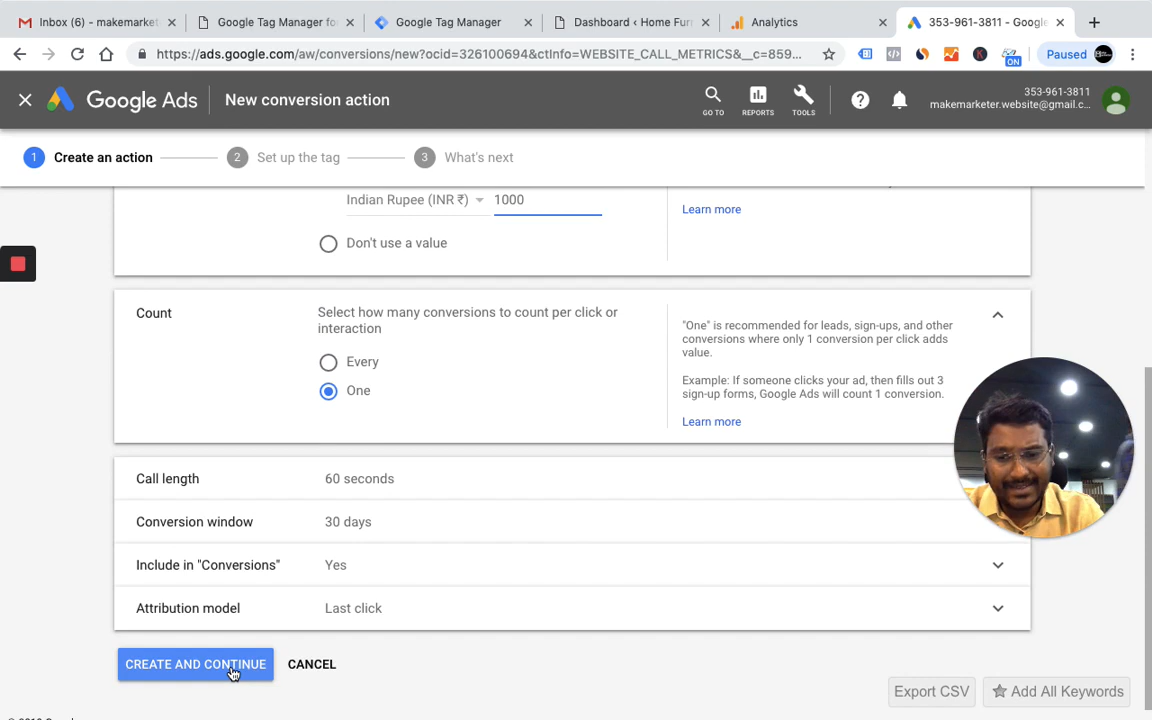 Inbox (6) - makemarket
Google Tag Manager fo
Google Tag Manager
Dashboard ‹ Home Furn
Analytics
353-961-3811 - Google
https://ads.google.com/aw/conversions/new?ocid=326100694&ctInfo=WEBSITE_CALL_METRICS&__c=859...
ON
Paused
Google Ads
New conversion action
GO TO
REPORTS
TOOLS
353-961-3811
makemarketer.website@gmail.c...
1 Create an action
2 Set up the tag
3 What's next
Indian Rupee (INR ₹) 1000
Learn more
Don't use a value
Count
Select how many conversions to count per click or
interaction
Every
One
"One" is recommended for leads, sign-ups, and other
conversions where only 1 conversion per click adds
value.
Example: If someone clicks your ad, then fills out 3
sign-up forms, Google Ads will count 1 conversion.
Learn more
Call length 60 seconds
Conversion window 30 days
Include in "Conversions" Yes
Attribution model Last click
CREATE AND CONTINUE
CANCEL
Export CSV
Add All Keywords